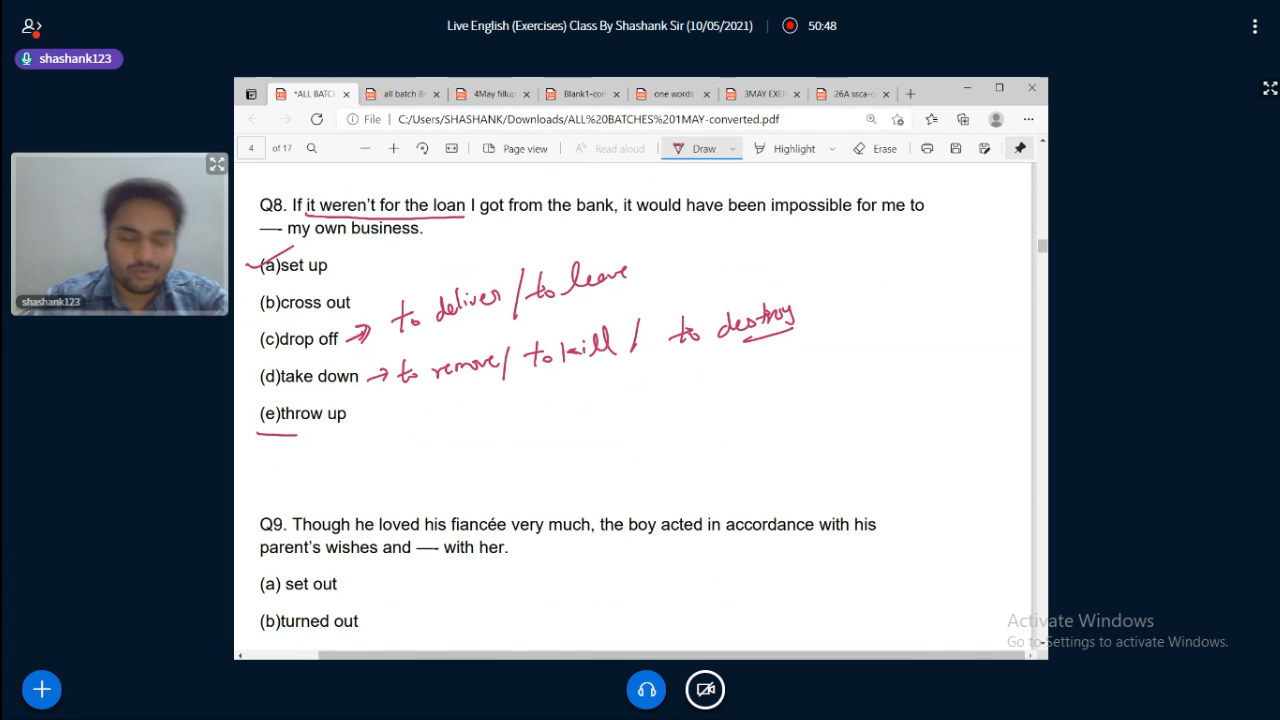 Live English (Exercises) Class By Shashank Sir (10/05/2021)
50:48
shashank123
*ALL BATC
all batch 8
4May fillup
Blank1-con
one words
3MAY EXE
26A ssca-c
File
C:/Users/SHASHANK/Downloads/ALL%20BATCHES%201MAY-converted.pdf
4 of 17
Page view
Read aloud
Draw
Highlight
Erase
Q8. If it weren't for the loan I got from the bank, it would have been impossible for me to
—- my own business.
(a)set up
(b)cross out
(c)drop off → to deliver / to leave
(d)take down → to remove / to kill / to destroy
(e)throw up
shashank123
Q9. Though he loved his fiancée very much, the boy acted in accordance with his
parent's wishes and —- with her.
(a) set out
(b)turned out
Activate Windows
Go to Settings to activate Windows.